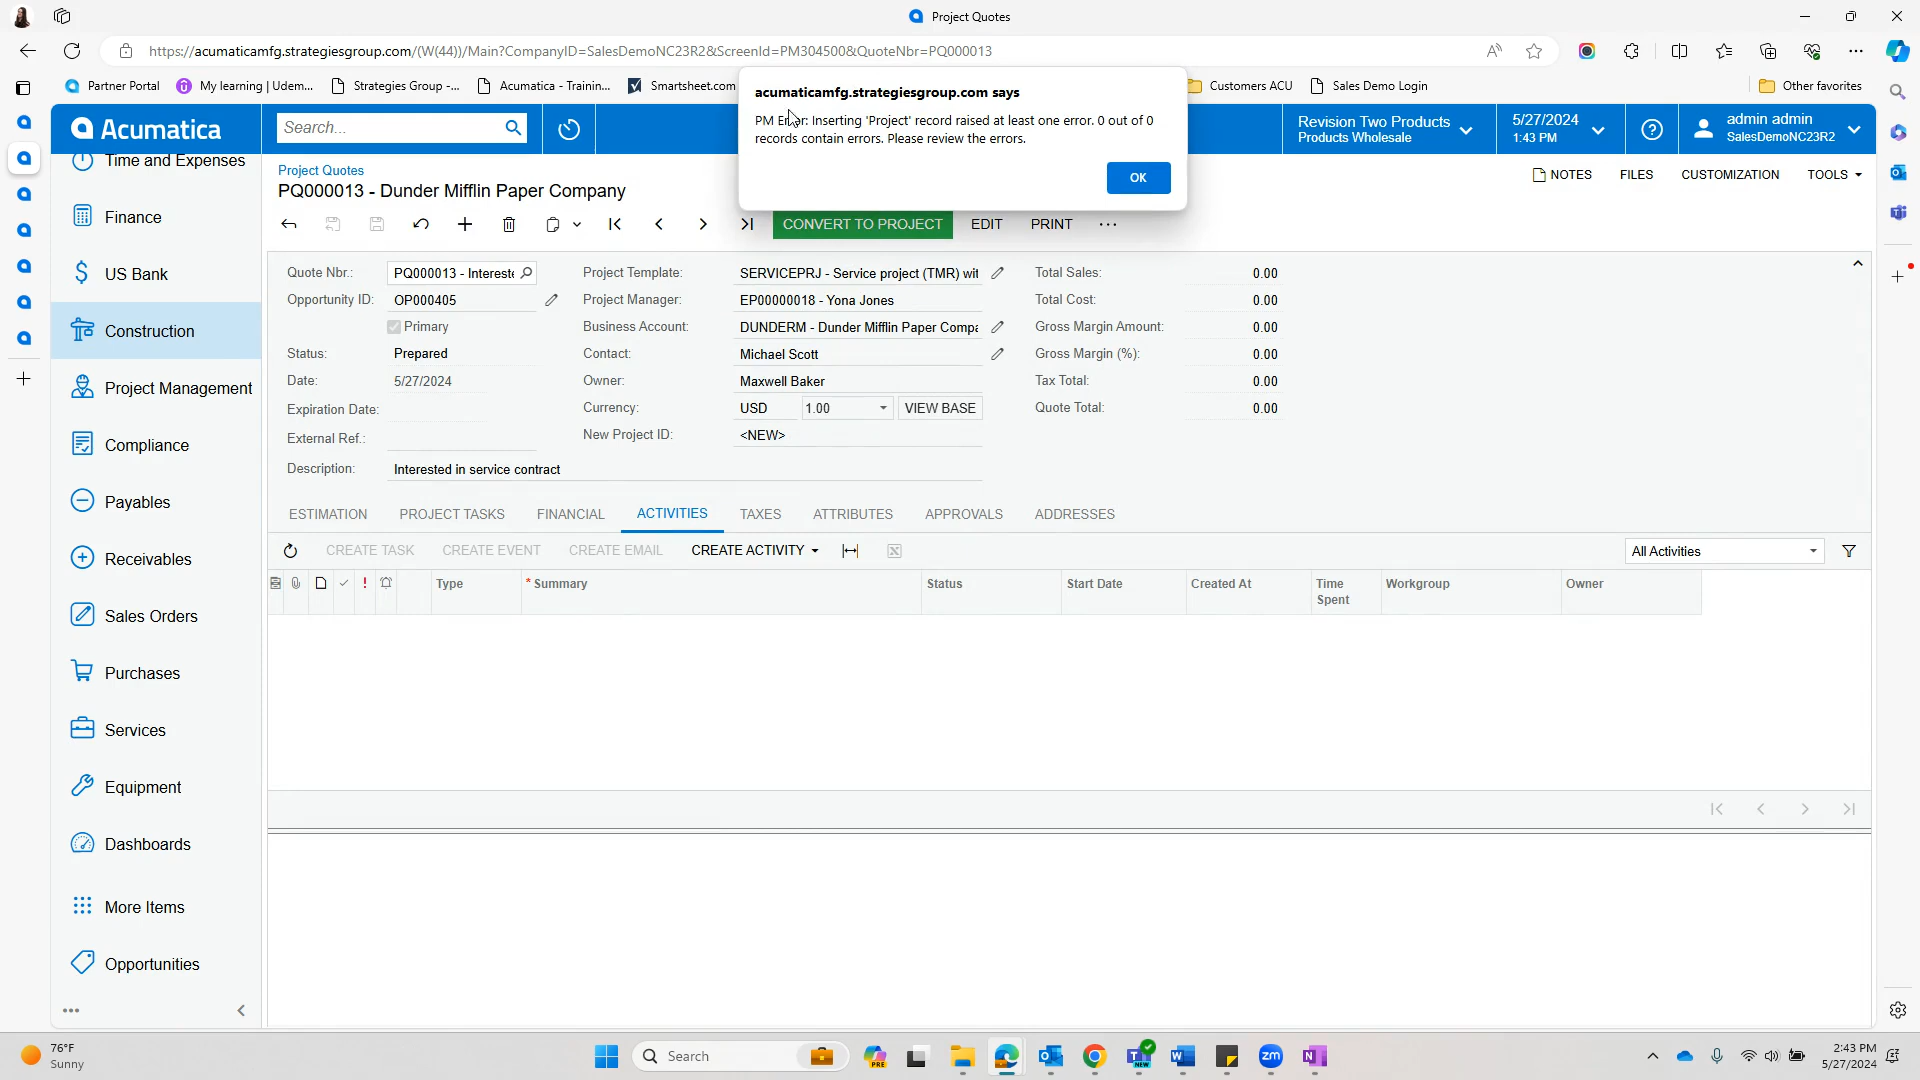 Project Quotes
https://acumaticamfg.strategiesgroup.com/(W(44))/Main?CompanyID=SalesDemoNC23R2&ScreenId=PM304500&QuoteNbr=PQ000013
Partner Portal
My learning | Udem...
Strategies Group -...
Acumatica - Trainin...
Smartsheet.com
Customers ACU
Sales Demo Login
Other favorites
acumaticamfg.strategiesgroup.com says
PM Error: Inserting 'Project' record raised at least one error. 0 out of 0
records contain errors. Please review the errors.
OK
Acumatica
Search...
Revision Two Products
Products Wholesale
5/27/2024
1:43 PM
admin admin
SalesDemoNC23R2
Time and Expenses
Finance
US Bank
Construction
Project Management
Compliance
Payables
Receivables
Sales Orders
Purchases
Services
Equipment
Dashboards
More Items
Opportunities
Project Quotes
PQ000013 - Dunder Mifflin Paper Company
NOTES
FILES
CUSTOMIZATION
TOOLS
CONVERT TO PROJECT
EDIT
PRINT
Quote Nbr.: PQ000013 - Intereste
Opportunity ID: OP000405
Primary
Status: Prepared
Date: 5/27/2024
Expiration Date:
External Ref.:
Description: Interested in service contract
Project Template: SERVICEPRJ - Service project (TMR) wit
Project Manager: EP00000018 - Yona Jones
Business Account: DUNDERM - Dunder Mifflin Paper Compa
Contact: Michael Scott
Owner: Maxwell Baker
Currency: USD 1.00 VIEW BASE
New Project ID: <NEW>
Total Sales: 0.00
Total Cost: 0.00
Gross Margin Amount: 0.00
Gross Margin (%): 0.00
Tax Total: 0.00
Quote Total: 0.00
ESTIMATION PROJECT TASKS FINANCIAL ACTIVITIES TAXES ATTRIBUTES APPROVALS ADDRESSES
CREATE TASK CREATE EVENT CREATE EMAIL CREATE ACTIVITY
All Activities
Type * Summary Status Start Date Created At Time Spent Workgroup Owner
76°F
Sunny
Search
PRE
NEW
zm
2:43 PM
5/27/2024